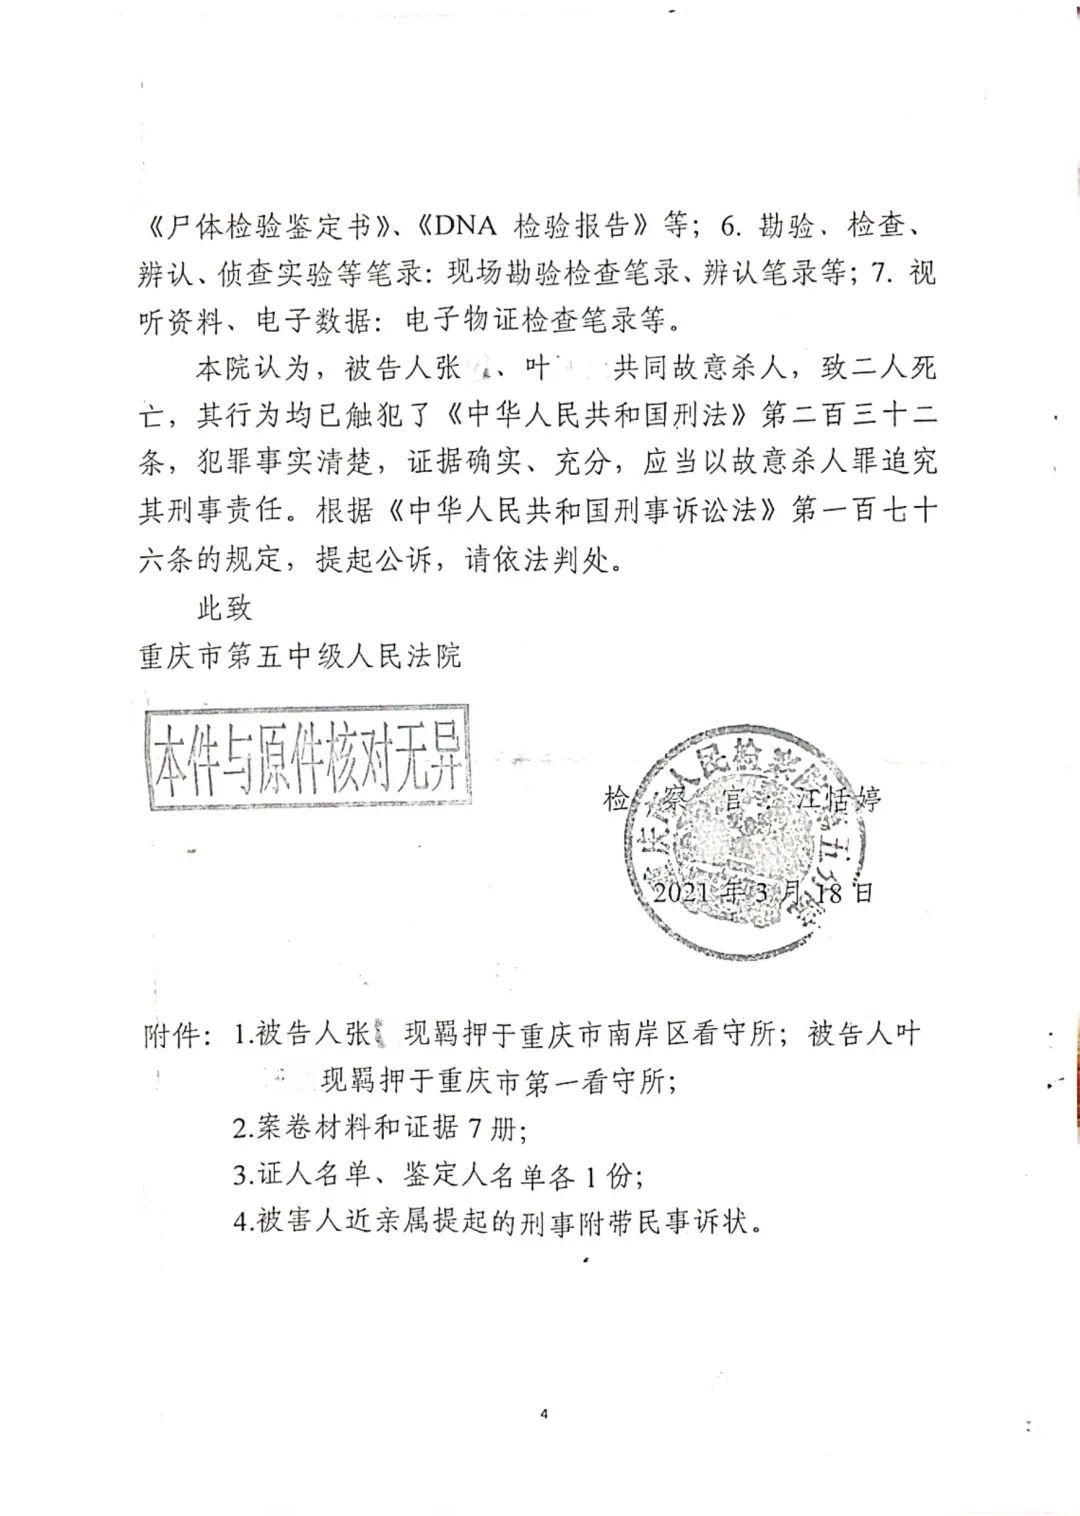 《尸体检验鉴定书》、《DNA 检验报告》等；6. 勘验、检查、
辨认、侦查实验等笔录：现场勘验检查笔录、辨认笔录等；7. 视
听资料、电子数据：电子物证检查笔录等。
本院认为，被告人张 、叶 共同故意杀人，致二人死
亡，其行为均已触犯了《中华人民共和国刑法》第二百三十二
条，犯罪事实清楚，证据确实、充分，应当以故意杀人罪追究
其刑事责任。根据《中华人民共和国刑事诉讼法》第一百七十
六条的规定，提起公诉，请依法判处。
此致
重庆市第五中级人民法院
本件与原件核对无异
庆市人民检察院第五分院
检 察 官：江恬婷
2021 年 3 月 18 日
附件：1.被告人张 现羁押于重庆市南岸区看守所；被告人叶
现羁押于重庆市第一看守所；
2.案卷材料和证据 7 册；
3.证人名单、鉴定人名单各 1 份；
4.被害人近亲属提起的刑事附带民事诉状。
4